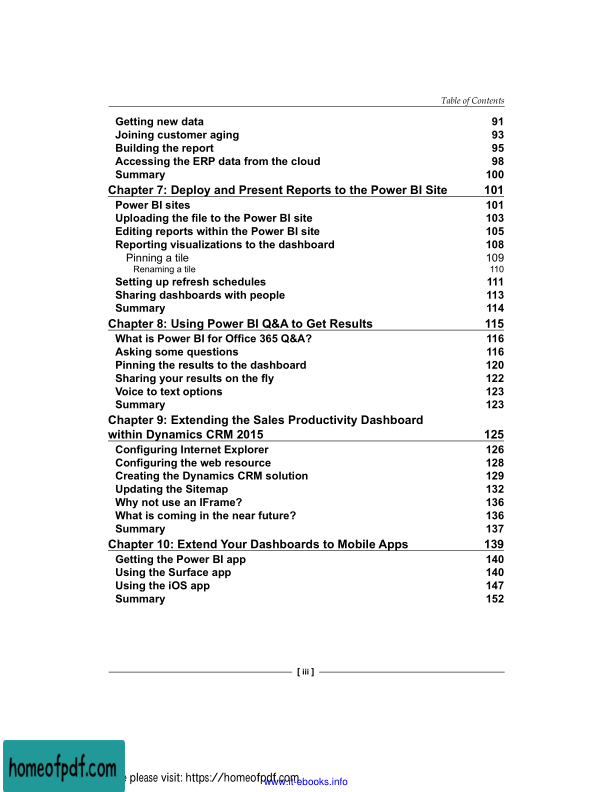 Table of Contents
Getting new data 91
Joining customer aging 93
Building the report 95
Accessing the ERP data from the cloud 98
Summary 100
Chapter 7: Deploy and Present Reports to the Power BI Site 101
Power BI sites 101
Uploading the file to the Power BI site 103
Editing reports within the Power BI site 105
Reporting visualizations to the dashboard 108
Pinning a tile 109
Renaming a tile 110
Setting up refresh schedules 111
Sharing dashboards with people 113
Summary 114
Chapter 8: Using Power BI Q&A to Get Results 115
What is Power BI for Office 365 Q&A? 116
Asking some questions 116
Pinning the results to the dashboard 120
Sharing your results on the fly 122
Voice to text options 123
Summary 123
Chapter 9: Extending the Sales Productivity Dashboard
within Dynamics CRM 2015 125
Configuring Internet Explorer 126
Configuring the web resource 128
Creating the Dynamics CRM solution 129
Updating the Sitemap 132
Why not use an IFrame? 136
What is coming in the near future? 136
Summary 137
Chapter 10: Extend Your Dashboards to Mobile Apps 139
Getting the Power BI app 140
Using the Surface app 140
Using the iOS app 147
Summary 152
[ iii ]
homeofpdf.com
please visit: https://homeofpdf.com
www.it-ebooks.info